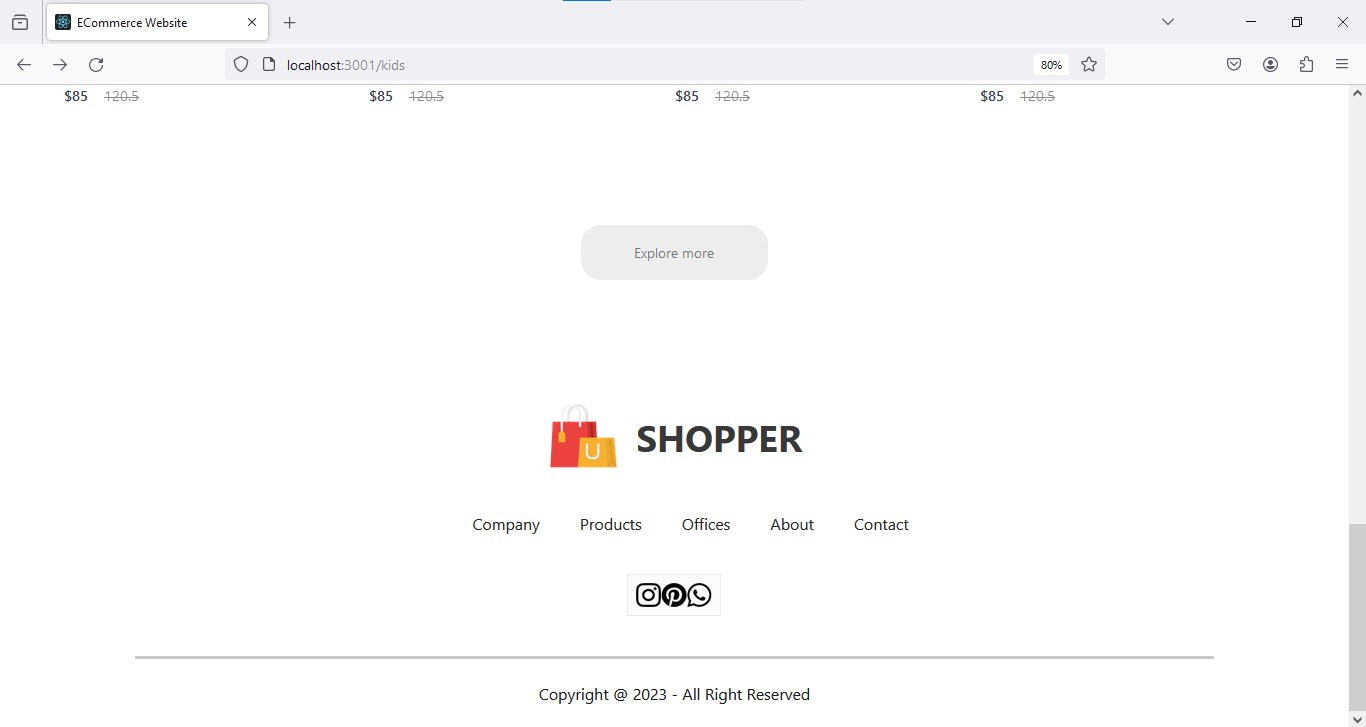 ECommerce Website
localhost:3001/kids
80%
$85 120.5 $85 120.5 $85 120.5 $85 120.5
Explore more
U
SHOPPER
Company Products Offices About Contact
Copyright @ 2023 - All Right Reserved